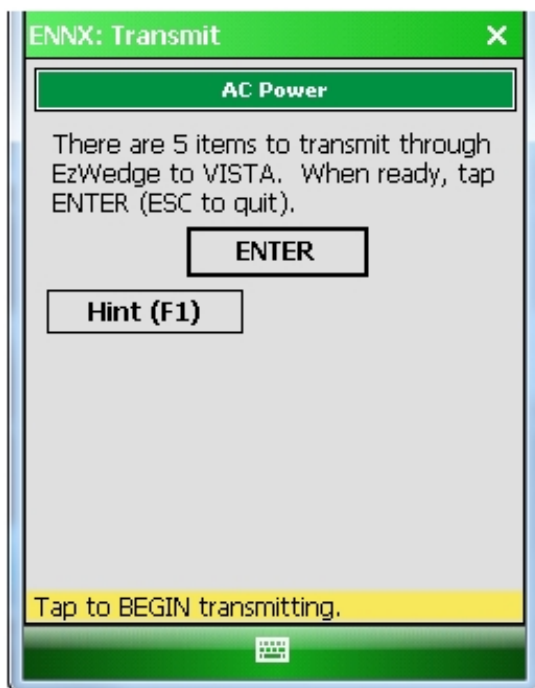 ENNX: Transmit
AC Power
There are 5 items to transmit through
EzWedge to VISTA.  When ready, tap
ENTER (ESC to quit).
ENTER
Hint (F1)
Tap to BEGIN transmitting.